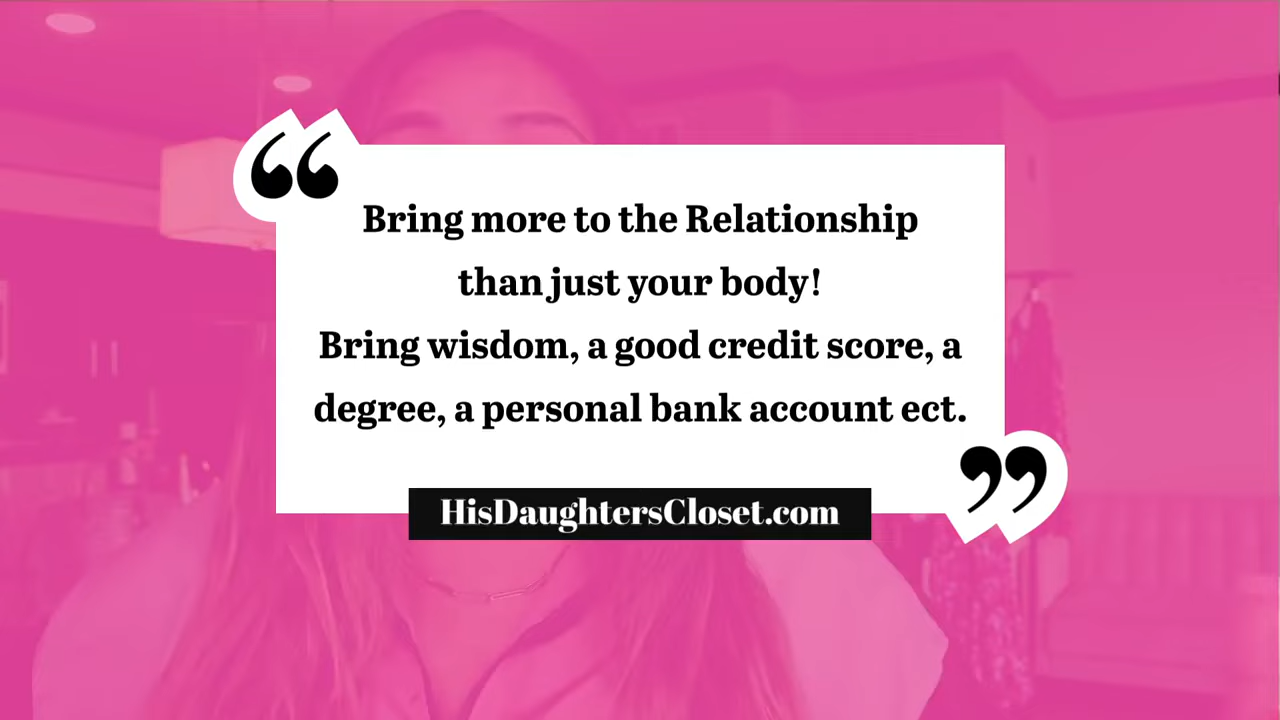 “
Bring more to the Relationship
than just your body!
Bring wisdom, a good credit score, a
degree, a personal bank account ect.
”
HisDaughtersCloset.com